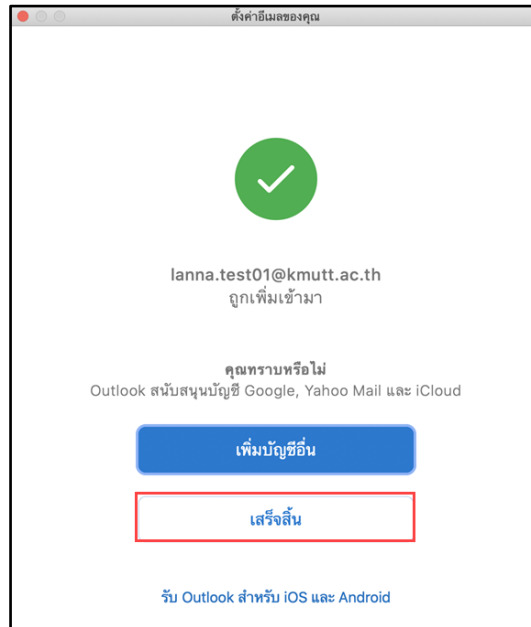 ตั้งค่าอีเมลของคุณ
lanna.test01@kmutt.ac.th
ถูกเพิ่มเข้ามา
คุณทราบหรือไม่
Outlook สนับสนุนบัญชี Google, Yahoo Mail และ iCloud
เพิ่มบัญชีอื่น
เสร็จสิ้น
รับ Outlook สำหรับ iOS และ Android